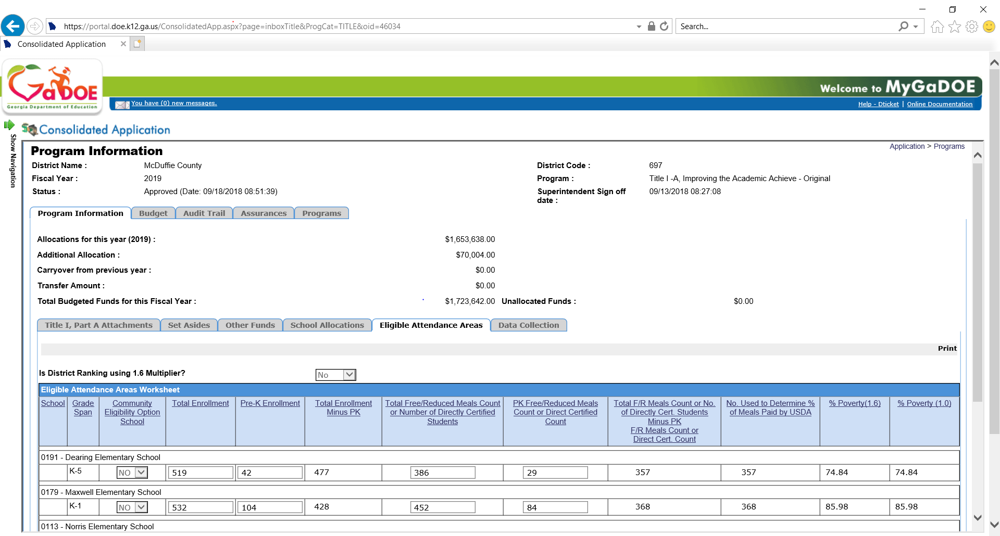 https://portal.doe.k12.ga.us/ConsolidatedApp.aspx?page=inboxTitle&ProgCat=TITLE&oid=46034
Search...
Consolidated Application
GaDOE
Georgia Department of Education
Welcome to MyGaDOE
You have (0) new messages.
Help - Dticket | Online Documentation
Show Navigation
Consolidated Application
Application > Programs
Program Information
District Name : McDuffie County District Code : 697
Fiscal Year : 2019 Program : Title I -A, Improving the Academic Achieve - Original
Status : Approved (Date: 09/18/2018 08:51:39) Superintendent Sign off date : 09/13/2018 08:27:08
Program Information Budget Audit Trail Assurances Programs
Allocations for this year (2019) : $1,653,638.00
Additional Allocation : $70,004.00
Carryover from previous year : $0.00
Transfer Amount : $0.00
Total Budgeted Funds for this Fiscal Year : $1,723,642.00 Unallocated Funds : $0.00
Title I, Part A Attachments Set Asides Other Funds School Allocations Eligible Attendance Areas Data Collection
Print
Is District Ranking using 1.6 Multiplier? No
Eligible Attendance Areas Worksheet
School
Grade
Span
Community
Eligibility Option
School
Total Enrollment
Pre-K Enrollment
Total Enrollment
Minus PK
Total Free/Reduced Meals Count
or Number of Directly Certified
Students
PK Free/Reduced Meals
Count or Direct Certified
Count
Total F/R Meals Count or No.
of Directly Cert. Students
Minus PK
F/R Meals Count or
Direct Cert. Count
No. Used to Determine %
of Meals Paid by USDA
% Poverty(1.6)
% Poverty (1.0)
0191 - Dearing Elementary School
K-5 NO 519 42 477 386 29 357 357 74.84 74.84
0179 - Maxwell Elementary School
K-1 NO 532 104 428 452 84 368 368 85.98 85.98
0113 - Norris Elementary School